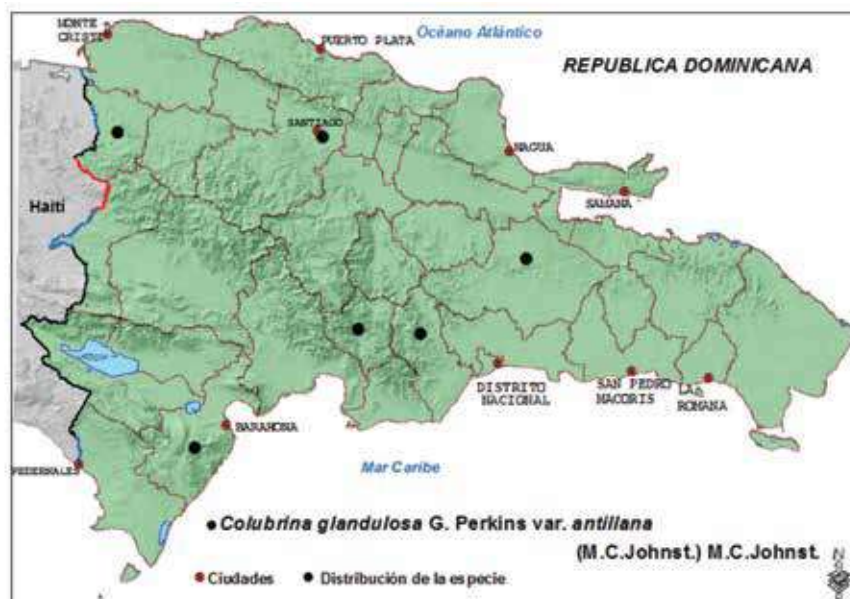 MONTE
CRISTI
PUERTO PLATA
Océano Atlántico
REPUBLICA DOMINICANA
SANTIAGO
NAGUA
SAMANA
Haití
DISTRITO
NACIONAL
SAN PEDRO
MACORIS
LA
ROMANA
BARAHONA
PEDERNALES
Mar Caribe
Colubrina glandulosa G. Perkins var. antillana
(M.C.Johnst.) M.C.Johnst.
Ciudades
Distribución de la especie